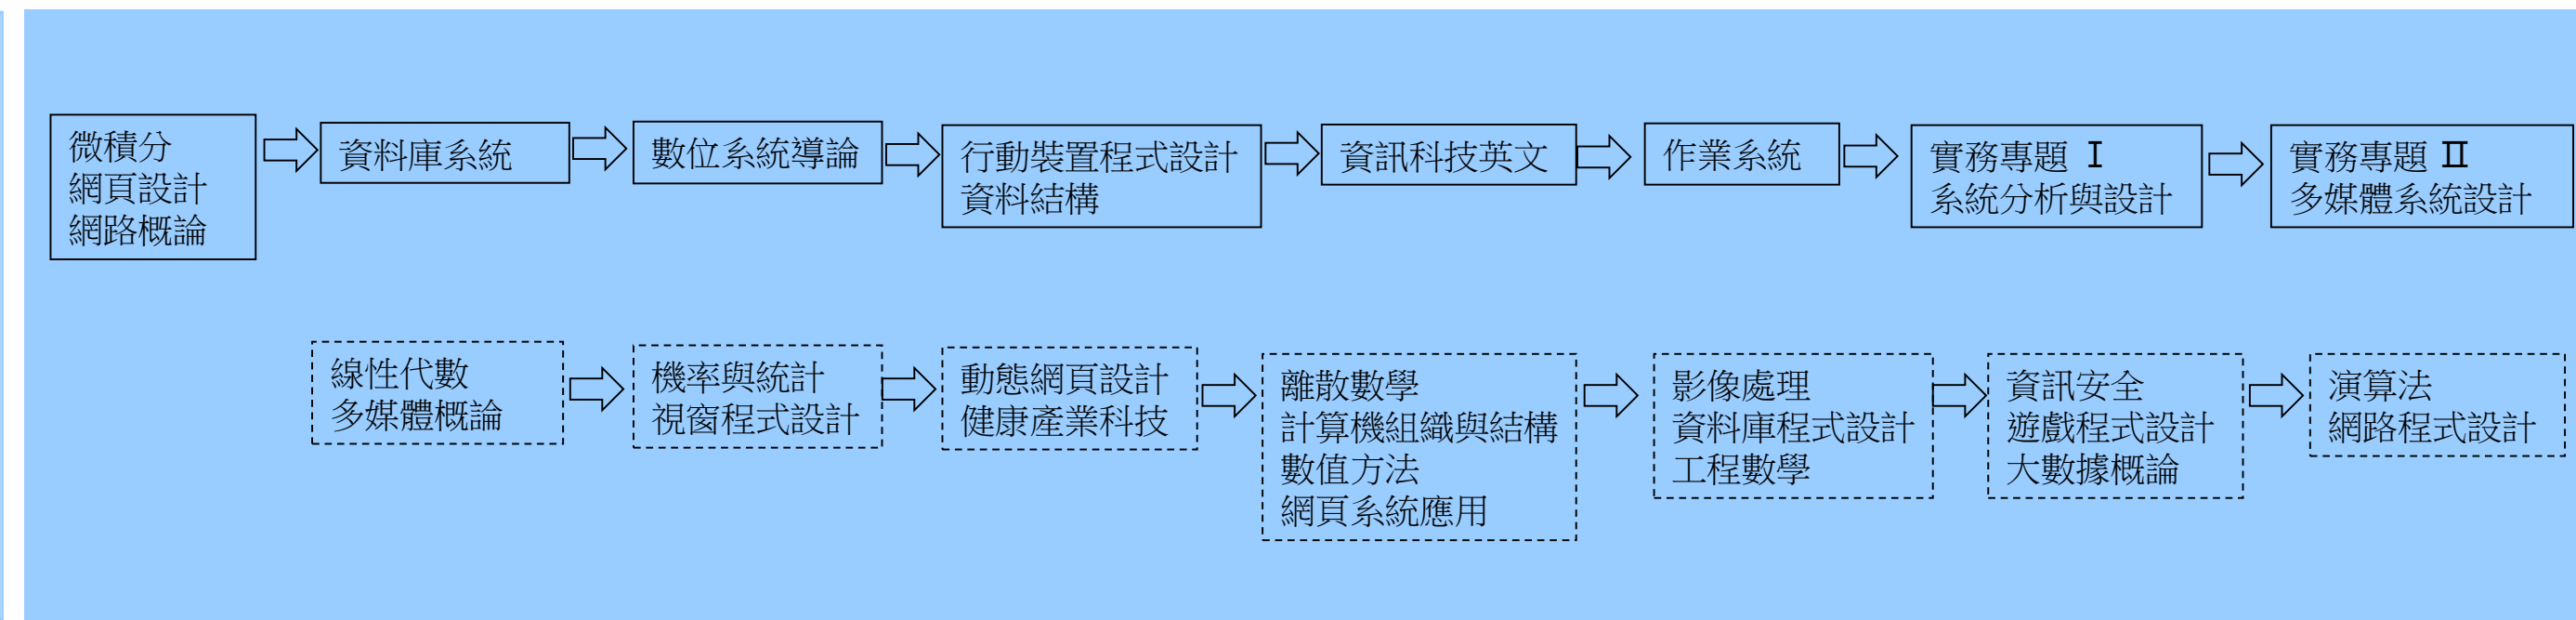 微積分
網頁設計
網路概論
資料庫系統
數位系統導論
行動裝置程式設計
資料結構
資訊科技英文
作業系統
實務專題 I
系統分析與設計
實務專題 II
多媒體系統設計
線性代數
多媒體概論
機率與統計
視窗程式設計
動態網頁設計
健康產業科技
離散數學
計算機組織與結構
數值方法
網頁系統應用
影像處理
資料庫程式設計
工程數學
資訊安全
遊戲程式設計
大數據概論
演算法
網路程式設計